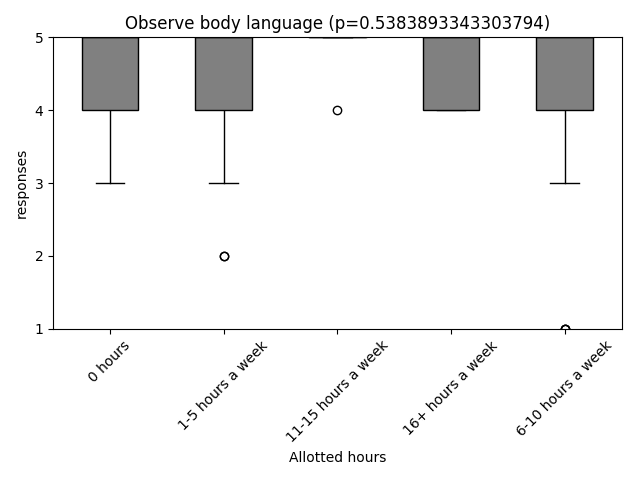 Observe body language (p=0.5383893343303794)
5
4
3
2
1
responses
0 hours
1-5 hours a week
11-15 hours a week
16+ hours a week
6-10 hours a week
Allotted hours